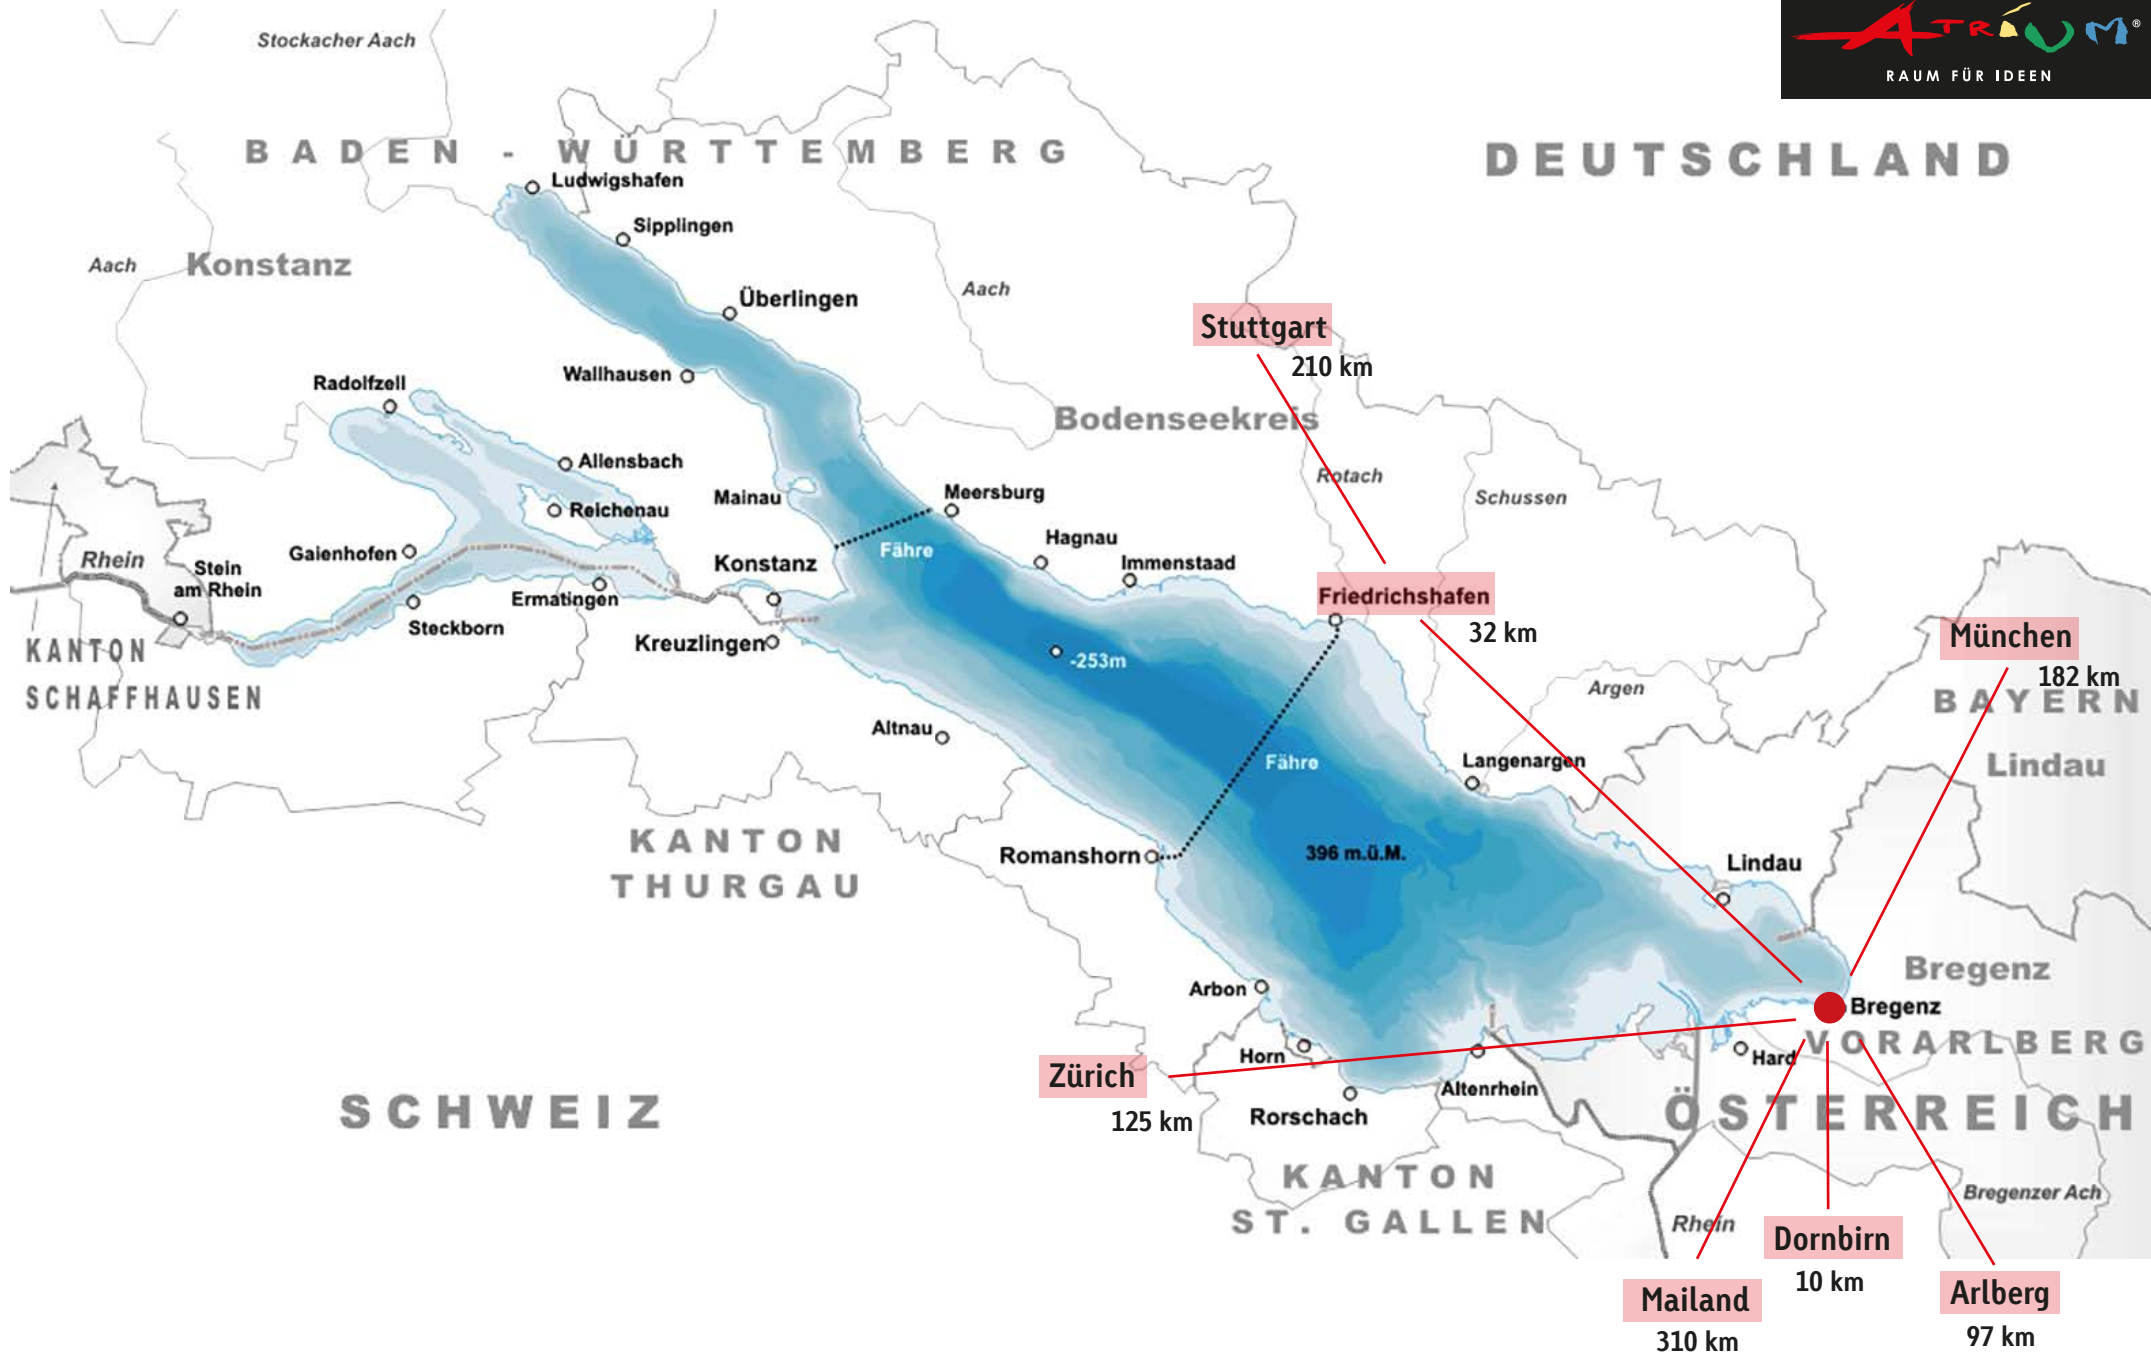 ATRIUM®
RAUM FÜR IDEEN
Stockacher Aach
BADEN - WÜRTTEMBERG
DEUTSCHLAND
Ludwigshafen
Sipplingen
Aach
Konstanz
Überlingen
Aach
Stuttgart
210 km
Wallhausen
Radolfzell
Bodenseekreis
Allensbach
Rotach
Mainau
Meersburg
Schussen
Reichenau
Hagnau
Fähre
Gaienhofen
Rhein
Stein
am Rhein
Konstanz
Immenstaad
Ermatingen
Friedrichshafen
32 km
Steckborn
Kreuzlingen
München
182 km
KANTON
SCHAFFHAUSEN
-253m
Argen
BAYERN
Altnau
Fähre
Langenargen
Lindau
KANTON
THURGAU
Romanshorn
396 m.ü.M.
Lindau
Bregenz
Arbon
Bregenz
VORARLBERG
Horn
Hard
Zürich
125 km
Altenrhein
Rorschach
SCHWEIZ
ÖSTERREICH
KANTON
ST. GALLEN
Bregenzer Ach
Rhein
Dornbirn
10 km
Mailand
310 km
Arlberg
97 km